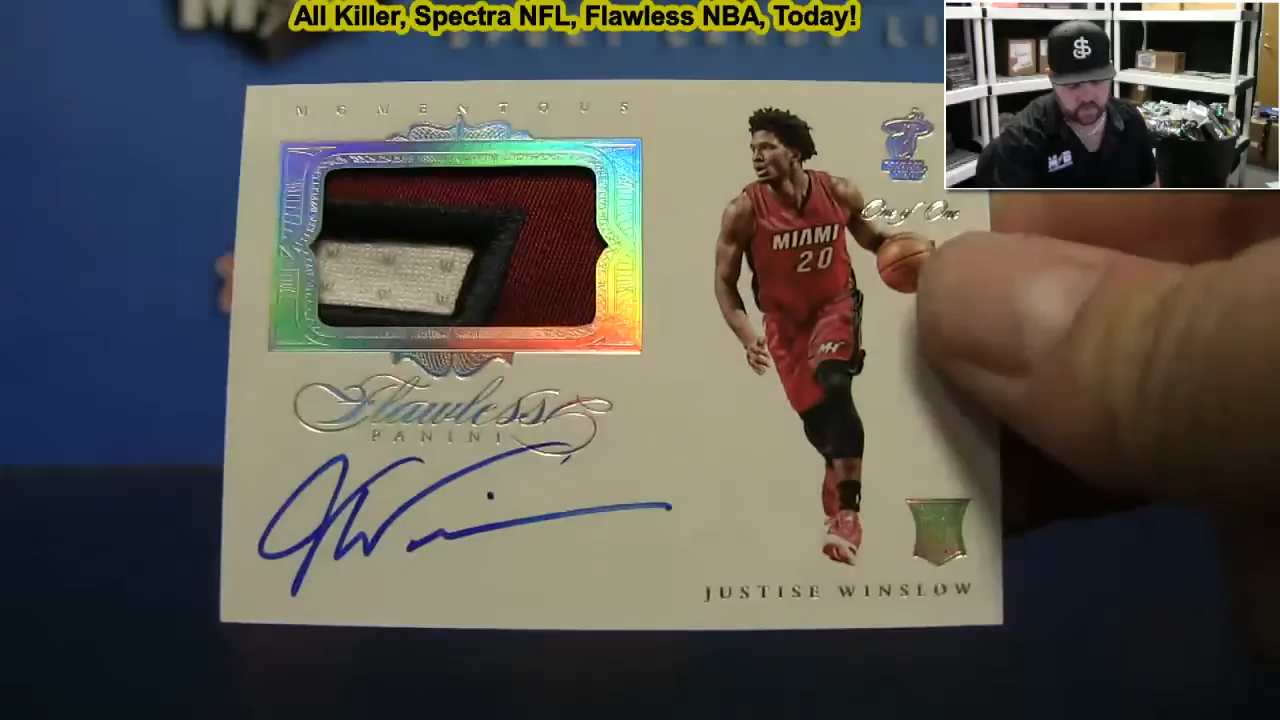 All Killer, Spectra NFL, Flawless NBA, Today!
MOMENTOUS
One of One
MIAMI
20
Flawless
PANINI
JUSTISE WINSLOW